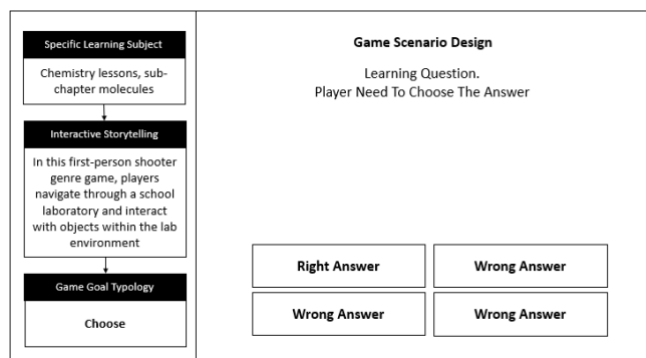 Specific Learning Subject
Chemistry lessons, sub-
chapter molecules
Interactive Storytelling
In this first-person shooter
genre game, players
navigate through a school
laboratory and interact
with objects within the lab
environment
Game Goal Typology
Choose
Game Scenario Design
Learning Question.
Player Need To Choose The Answer
Right Answer
Wrong Answer
Wrong Answer
Wrong Answer